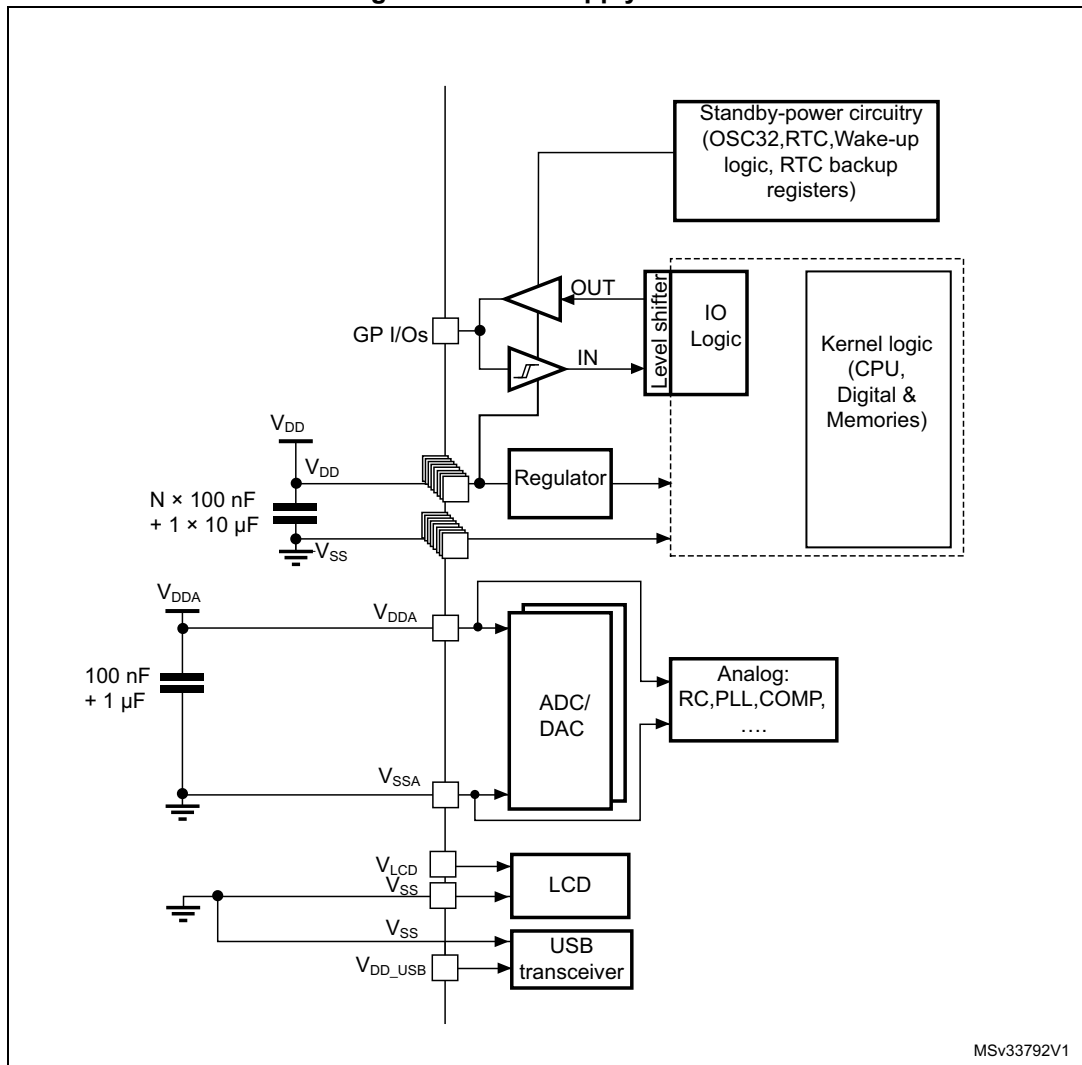 Standby-power circuitry
(OSC32,RTC,Wake-up
logic, RTC backup
registers)
OUT
Level shifter
IO
Logic
GP I/Os
IN
Kernel logic
(CPU,
Digital &
Memories)
VDD
VDD
Regulator
N × 100 nF
+ 1 × 10 µF
VSS
VDDA
VDDA
100 nF
+ 1 µF
ADC/
DAC
Analog:
RC,PLL,COMP,
....
VSSA
VLCD
VSS
LCD
VSS
USB
transceiver
VDD_USB
MSv33792V1